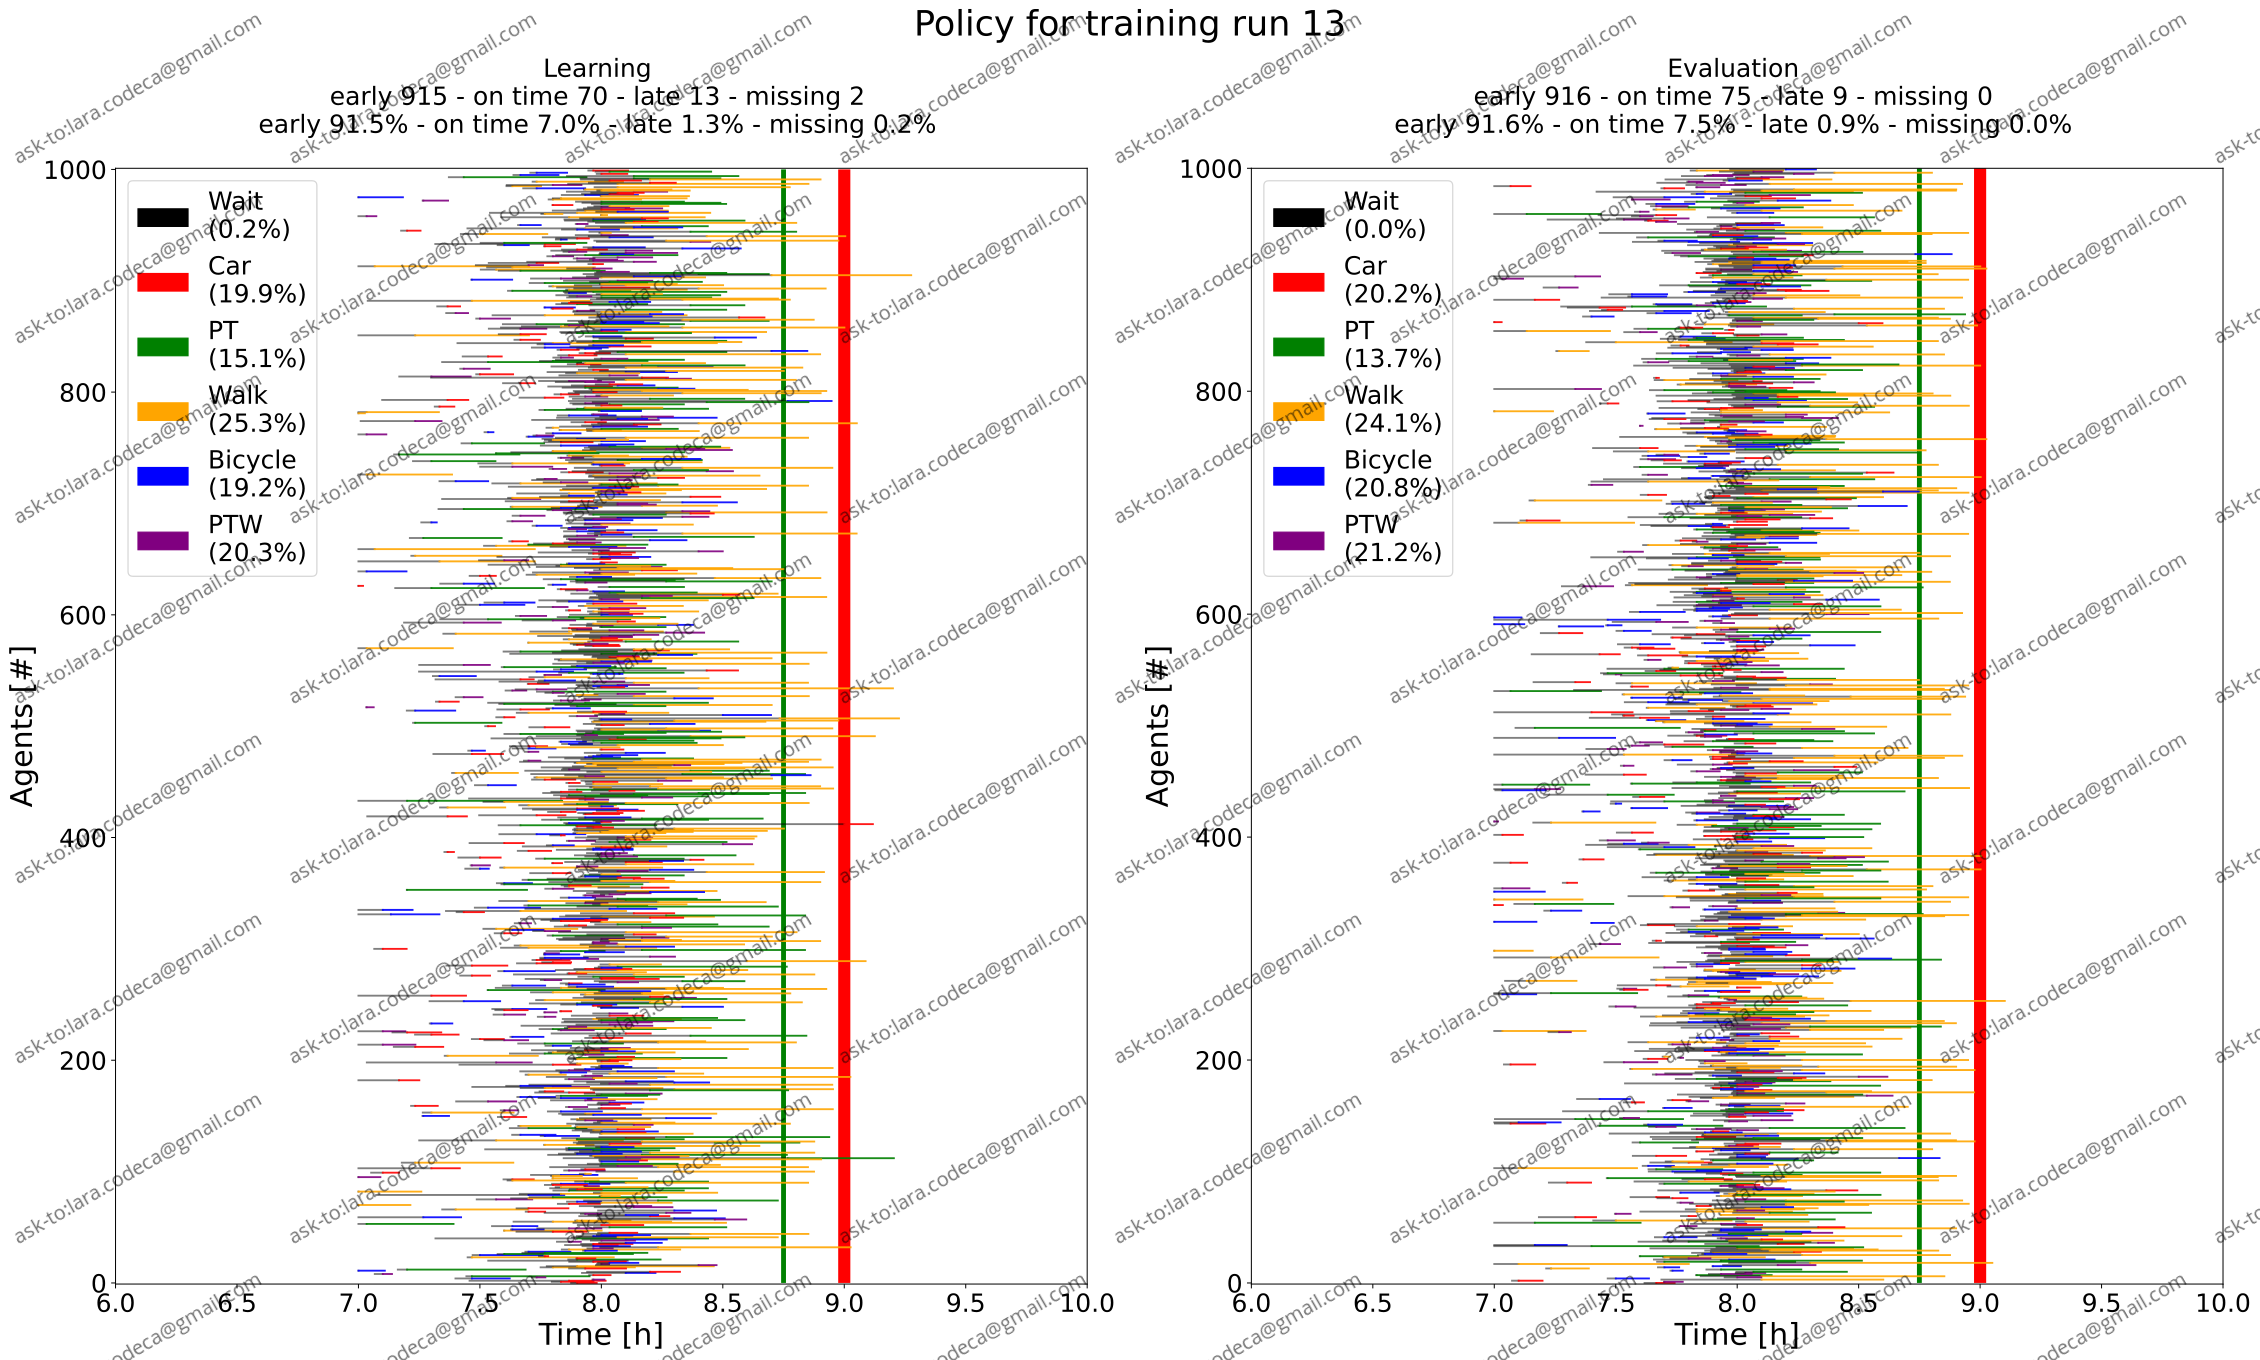 Policy for training run 13
Learning
early 915 - on time 70 - late 13 - missing 2
early 91.5% - on time 7.0% - late 1.3% - missing 0.2%
1000
800
600
400
200
0
Agents [#]
Wait
(0.2%)
Car
(19.9%)
PT
(15.1%)
Walk
(25.3%)
Bicycle
(19.2%)
PTW
(20.3%)
6.0 6.5 7.0 7.5 8.0 8.5 9.0 9.5 10.0
Time [h]
Evaluation
early 916 - on time 75 - late 9 - missing 0
early 91.6% - on time 7.5% - late 0.9% - missing 0.0%
1000
800
600
400
200
0
Agents [#]
Wait
(0.0%)
Car
(20.2%)
PT
(13.7%)
Walk
(24.1%)
Bicycle
(20.8%)
PTW
(21.2%)
6.0 6.5 7.0 7.5 8.0 8.5 9.0 9.5 10.0
Time [h]
ask-to:lara.codeca@gmail.com